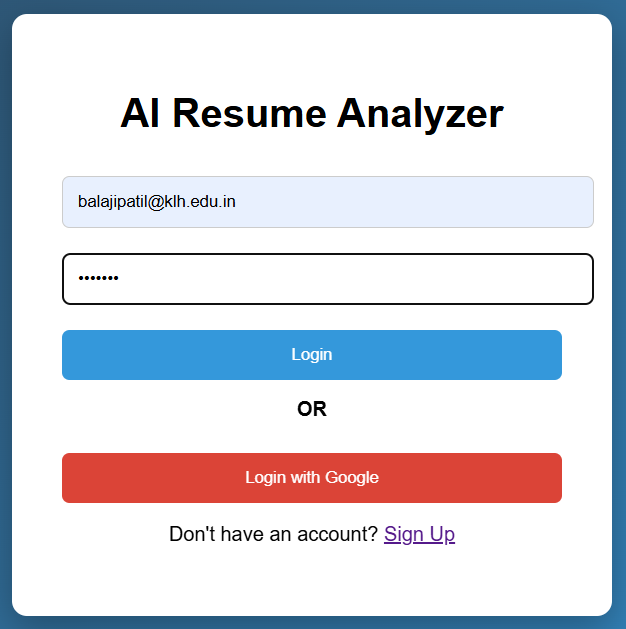 AI Resume Analyzer
balajipatil@klh.edu.in
•••••••
Login
OR
Login with Google
Don't have an account? Sign Up